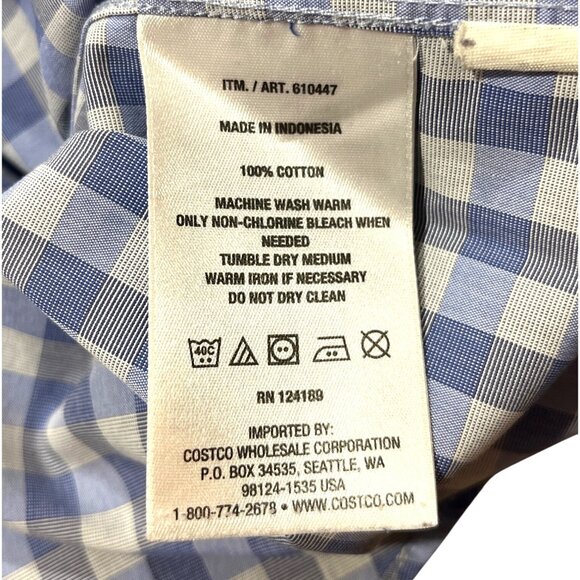 ITM. / ART. 610447
MADE IN INDONESIA
100% COTTON
MACHINE WASH WARM
ONLY NON-CHLORINE BLEACH WHEN
NEEDED
TUMBLE DRY MEDIUM
WARM IRON IF NECESSARY
DO NOT DRY CLEAN
40C
RN 124189
IMPORTED BY:
COSTCO WHOLESALE CORPORATION
P.O. BOX 34535, SEATTLE, WA
98124-1535 USA
1-800-774-2678 • WWW.COSTCO.COM